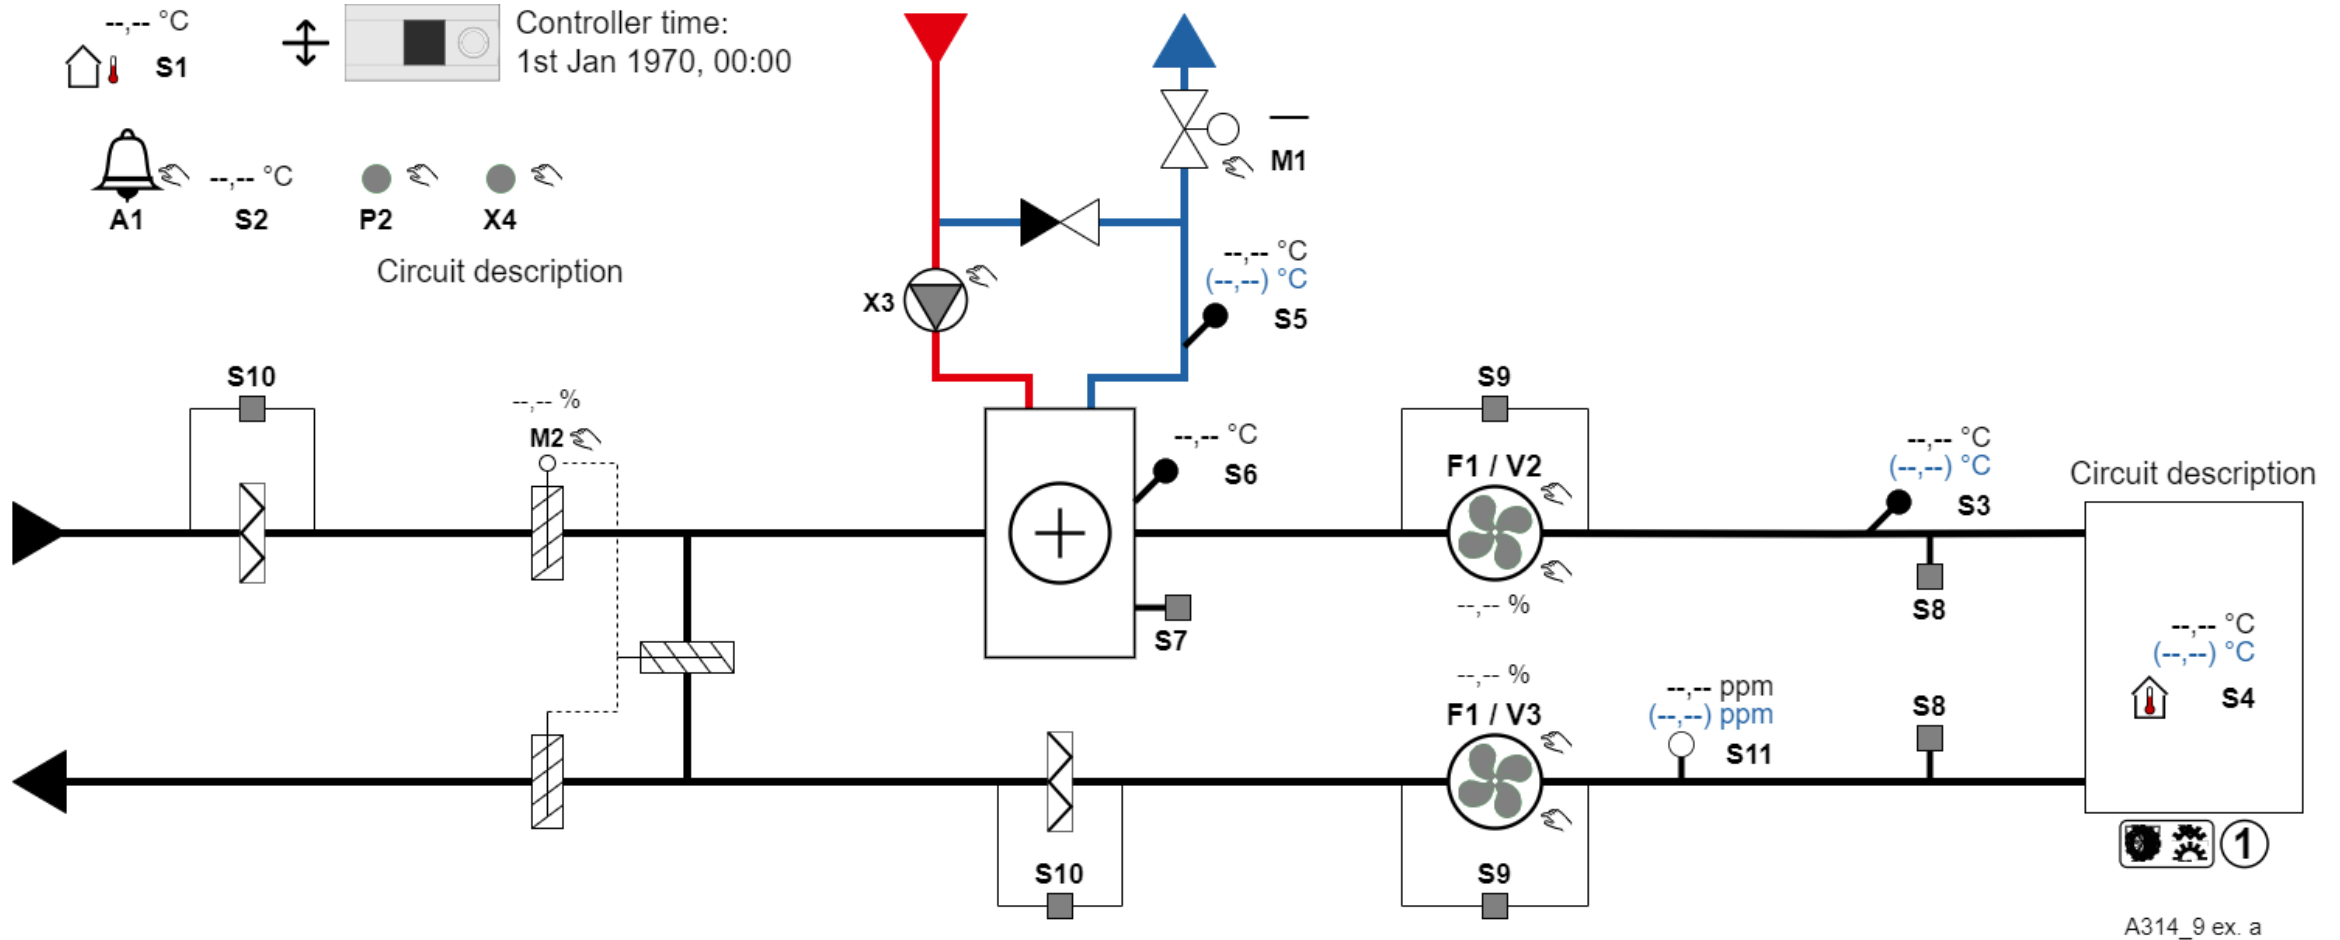 --,-- °C
S1
Controller time:
1st Jan 1970, 00:00
A1
--,-- °C
S2
P2
X4
Circuit description
M1
X3
--,-- °C
(--,--) °C
S5
S10
--,-- %
M2
--,-- °C
S6
S7
S9
F1 / V2
--,-- %
--,-- °C
(--,--) °C
S3
S8
Circuit description
--,-- °C
(--,--) °C
S4
--,-- %
F1 / V3
--,-- ppm
(--,--) ppm
S11
S8
S10
S9
1
A314_9 ex. a